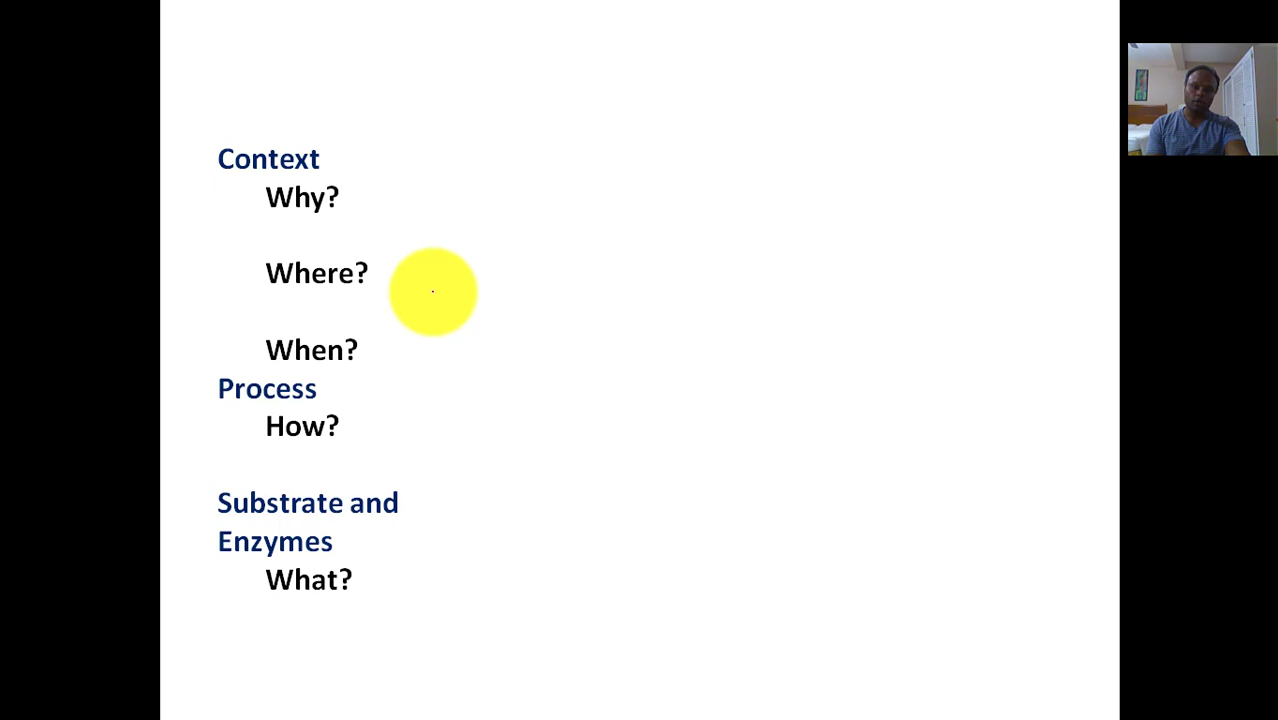 Context
Why?
Where?
When?
Process
How?
Substrate and
Enzymes
What?